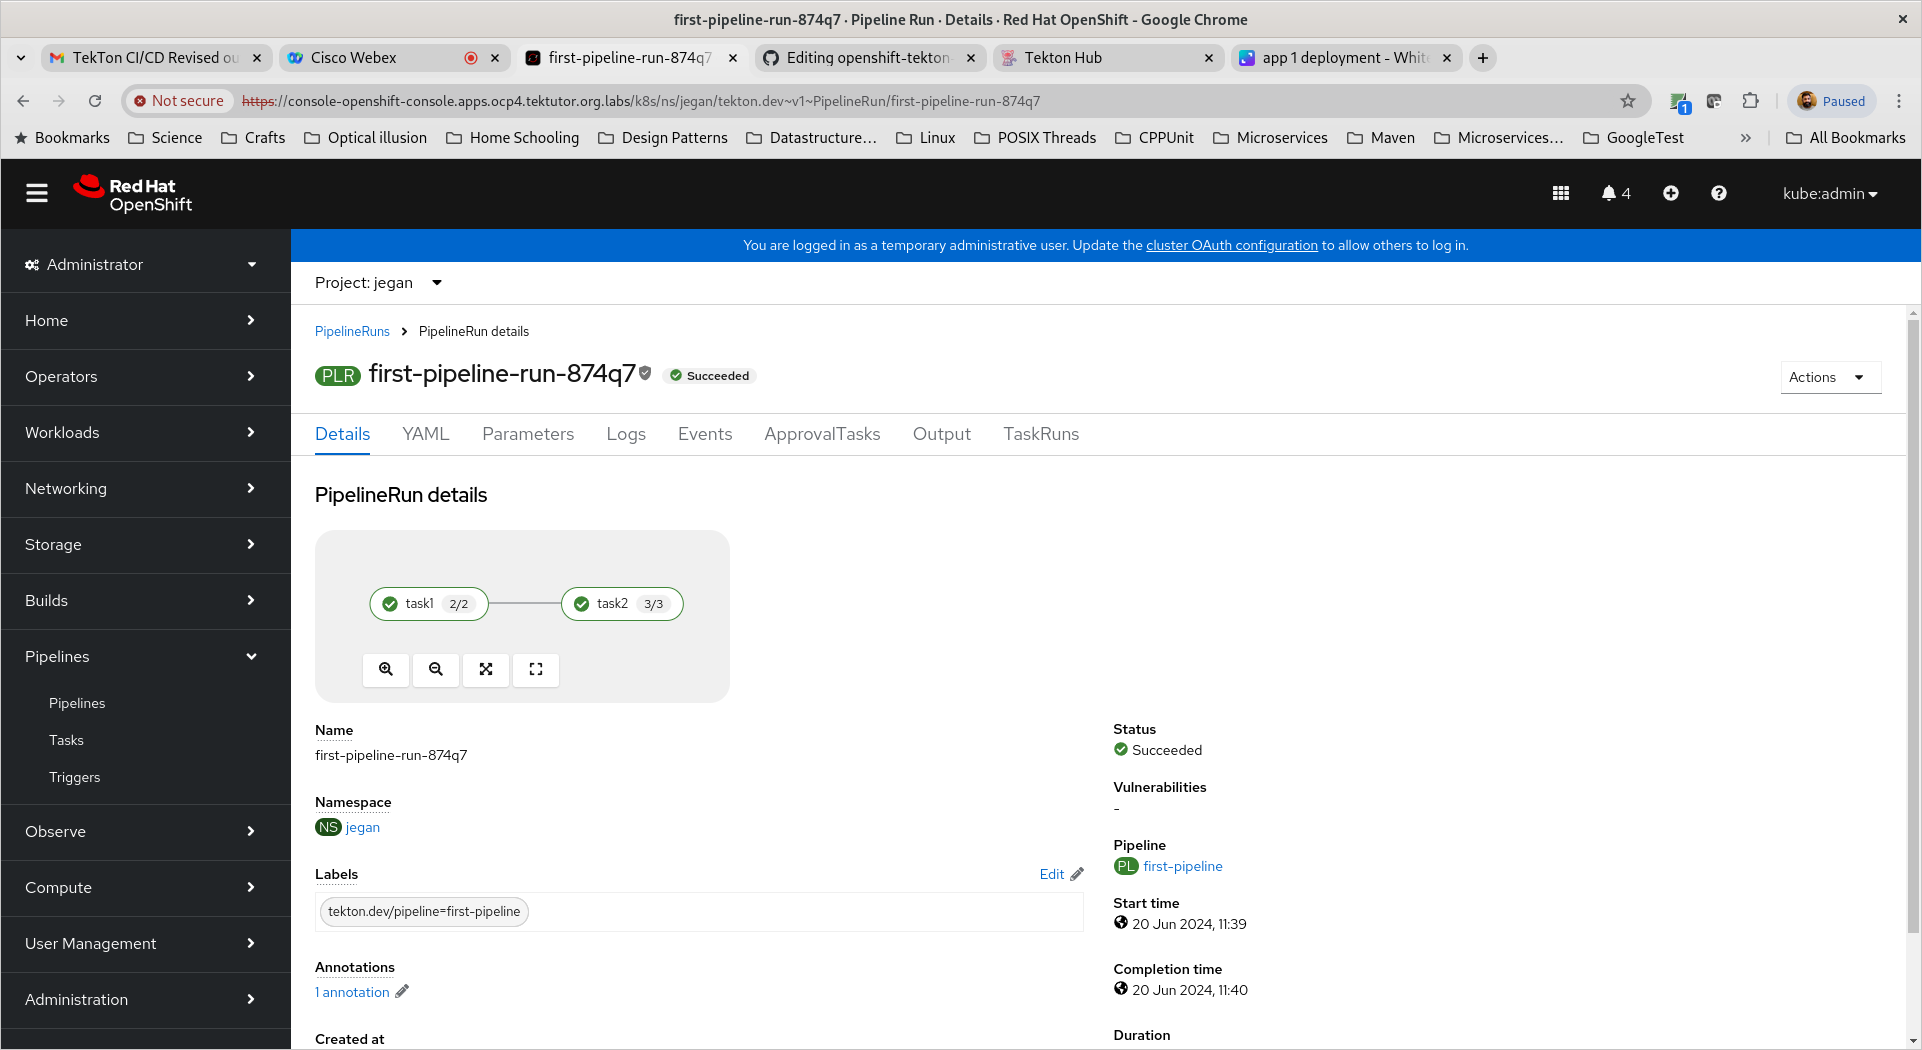 first-pipeline-run-874q7 · Pipeline Run · Details · Red Hat OpenShift - Google Chrome
TekTon CI/CD Revised ou
Cisco Webex
first-pipeline-run-874q7
Editing openshift-tekton-
Tekton Hub
app 1 deployment - White
Not secure
https://console-openshift-console.apps.ocp4.tektutor.org.labs/k8s/ns/jegan/tekton.dev~v1~PipelineRun/first-pipeline-run-874q7
1
Paused
Bookmarks
Science
Crafts
Optical illusion
Home Schooling
Design Patterns
Datastructure...
Linux
POSIX Threads
CPPUnit
Microservices
Maven
Microservices...
GoogleTest
»
All Bookmarks
Red Hat
OpenShift
4
kube:admin
You are logged in as a temporary administrative user. Update the cluster OAuth configuration to allow others to log in.
Administrator
Home
Operators
Workloads
Networking
Storage
Builds
Pipelines
Pipelines
Tasks
Triggers
Observe
Compute
User Management
Administration
Project: jegan
PipelineRuns > PipelineRun details
PLR first-pipeline-run-874q7 Succeeded
Actions
Details YAML Parameters Logs Events ApprovalTasks Output TaskRuns
PipelineRun details
task1 2/2
task2 3/3
Name
first-pipeline-run-874q7
Namespace
NS jegan
Labels
Edit
tekton.dev/pipeline=first-pipeline
Annotations
1 annotation
Created at
Status
Succeeded
Vulnerabilities
-
Pipeline
PL first-pipeline
Start time
20 Jun 2024, 11:39
Completion time
20 Jun 2024, 11:40
Duration